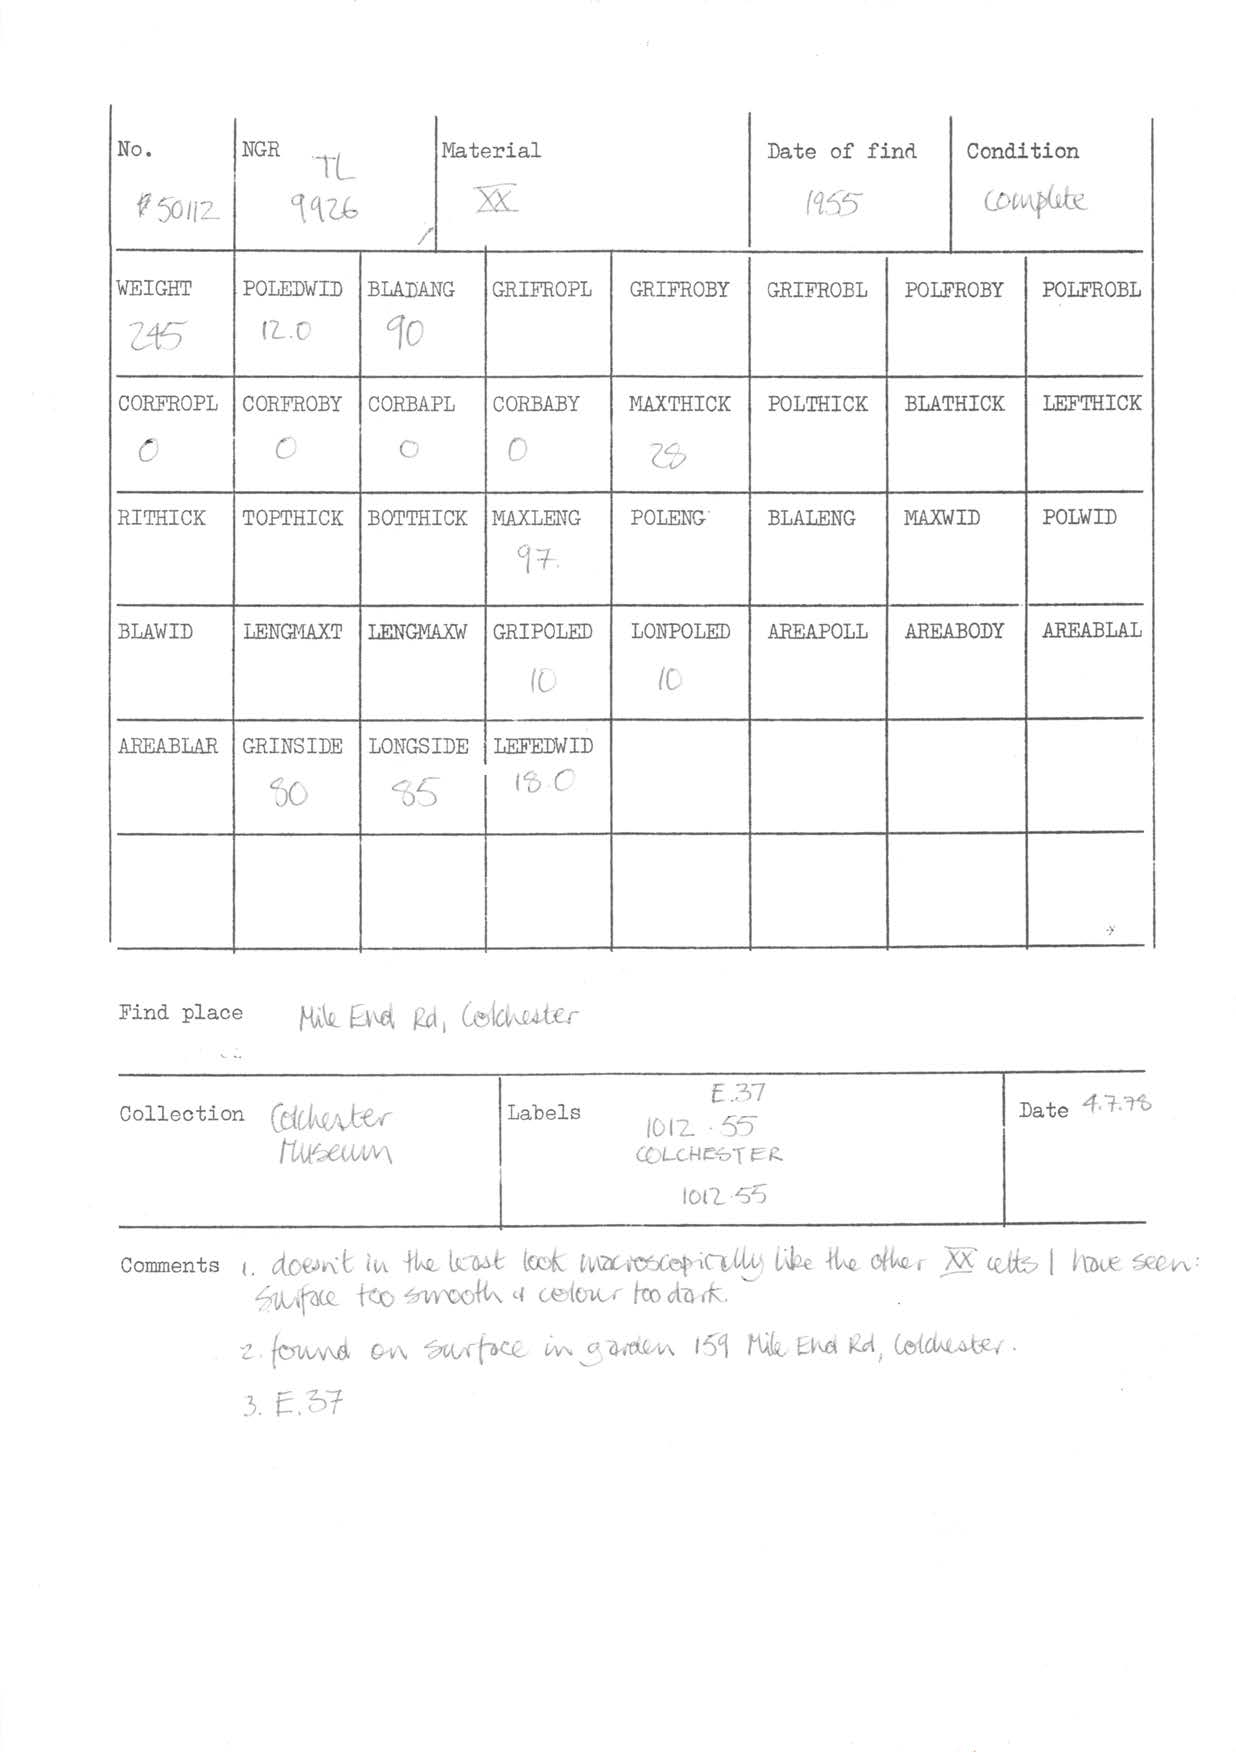 No. NGR Material Date of find Condition
TL
50112 9926 XX 1955 complete
WEIGHT POLEDWID BLADANG GRIFROPL GRIFROBY GRIFROBL POLFROBY POLFROBL
245 12.0 90
CORFROPL CORFROBY CORBAPL CORBABY MAXTHICK POLTHICK BLATHICK LEFTHICK
0 0 0 0 28
RITHICK TOPTHICK BOTTHICK MAXLENG POLENG BLALENG MAXWID POLWID
97.
BLAWID LENGMAXT LENGMAXW GRIPOLED LONPOLED AREAPOLL AREABODY AREABLAL
10 10
AREABLAR GRINSIDE LONGSIDE LEFEDWID
80 85 18.0
Find place Mile End Rd, Colchester
Collection Colchester
Museum
Labels E.37
1012.55
COLCHESTER
1012.55
Date 4.7.78
Comments 1. doesn't in the least look macroscopically like the other XX celts I have seen:
surface too smooth & colour too dark.
2. found on surface in garden 159 Mile End Rd, Colchester.
3. E.37